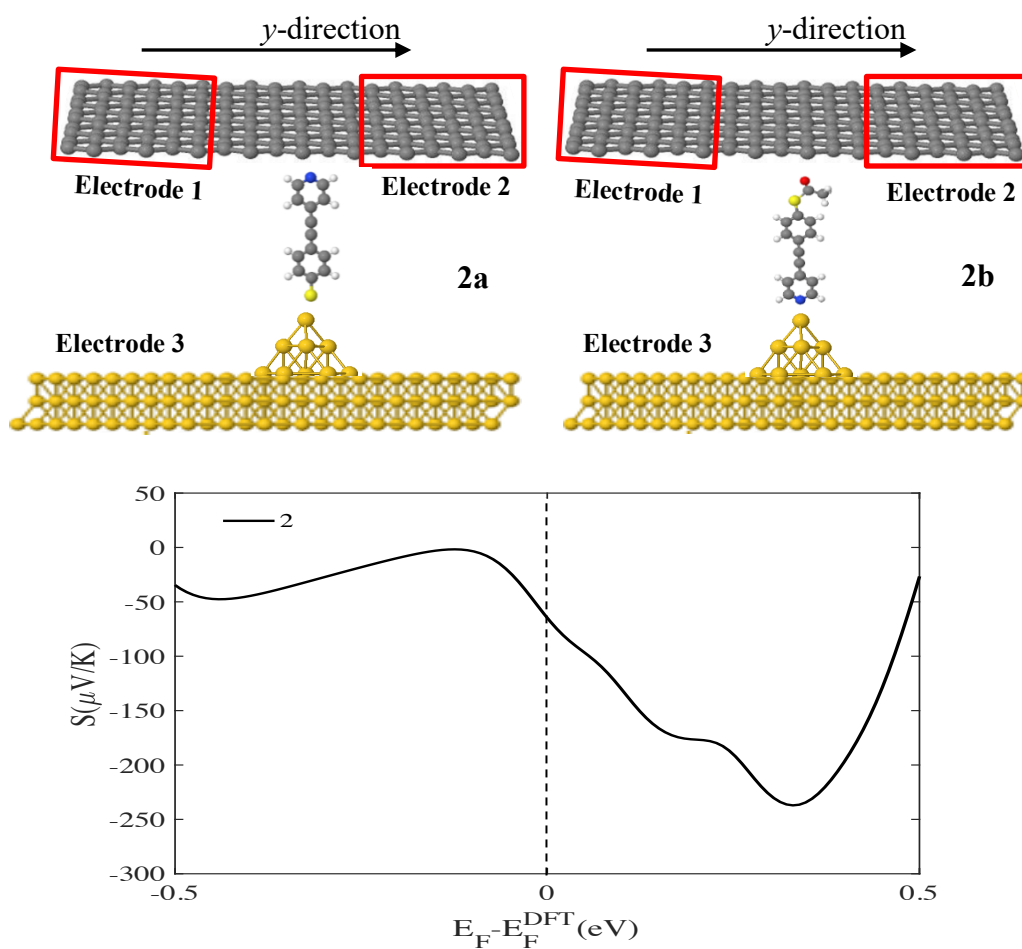 y-direction
y-direction
Electrode 1
Electrode 2
Electrode 1
Electrode 2
2a
2b
Electrode 3
Electrode 3
50
2
0
-50
-100
-150
-200
-250
-300
S(μV/K)
-0.5
0
0.5
E_F-E_F^DFT(eV)